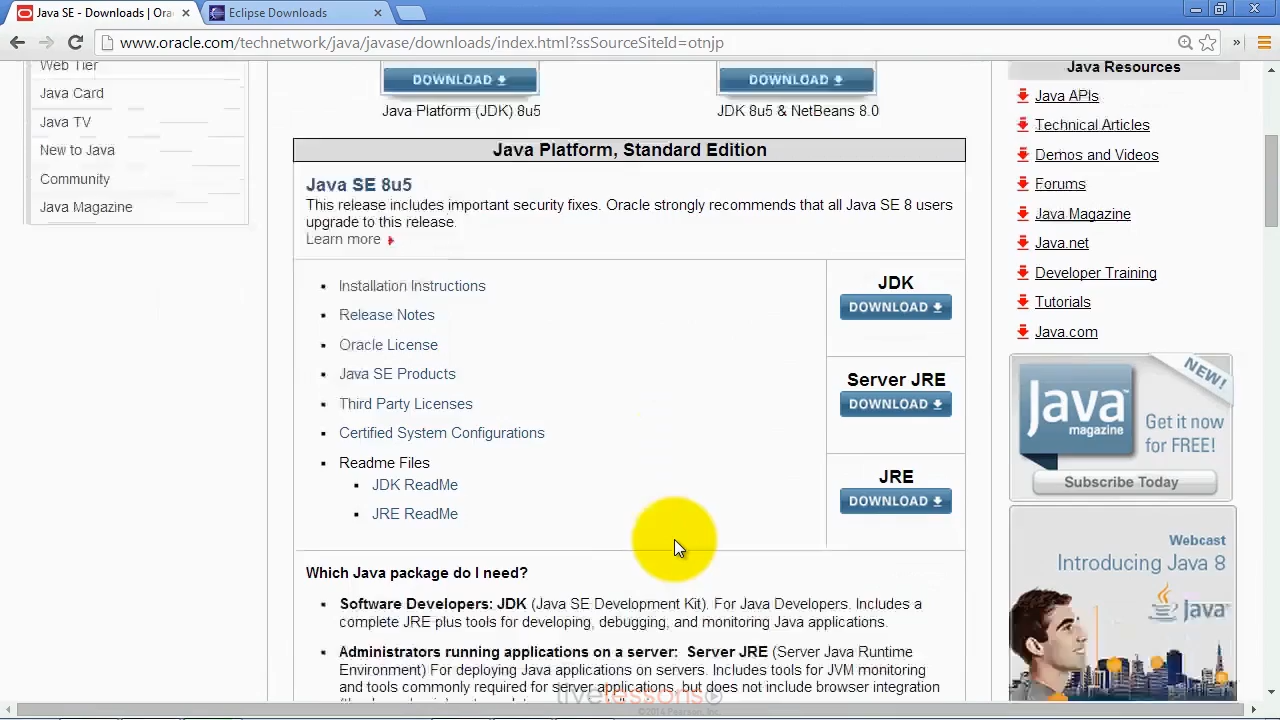 Java SE - Downloads | Ora
Eclipse Downloads
www.oracle.com/technetwork/java/javase/downloads/index.html?ssSourceSiteId=otnjp
Web Tier
Java Card
Java TV
New to Java
Community
Java Magazine
DOWNLOAD
Java Platform (JDK) 8u5
DOWNLOAD
JDK 8u5 & NetBeans 8.0
Java Platform, Standard Edition
Java SE 8u5
This release includes important security fixes. Oracle strongly recommends that all Java SE 8 users
upgrade to this release.
Learn more
Installation Instructions
Release Notes
Oracle License
Java SE Products
Third Party Licenses
Certified System Configurations
Readme Files
JDK ReadMe
JRE ReadMe
JDK
DOWNLOAD
Server JRE
DOWNLOAD
JRE
DOWNLOAD
Which Java package do I need?
Software Developers: JDK (Java SE Development Kit). For Java Developers. Includes a
complete JRE plus tools for developing, debugging, and monitoring Java applications.
Administrators running applications on a server: Server JRE (Server Java Runtime
Environment) For deploying Java applications on servers. Includes tools for JVM monitoring
and tools commonly required for server applications, but does not include browser integration
Java Resources
Java APIs
Technical Articles
Demos and Videos
Forums
Java Magazine
Java.net
Developer Training
Tutorials
Java.com
NEW!
Java
magazine
Get it now
for FREE!
Subscribe Today
Webcast
Introducing Java 8
Java
livelessons
©2014 Pearson, Inc.